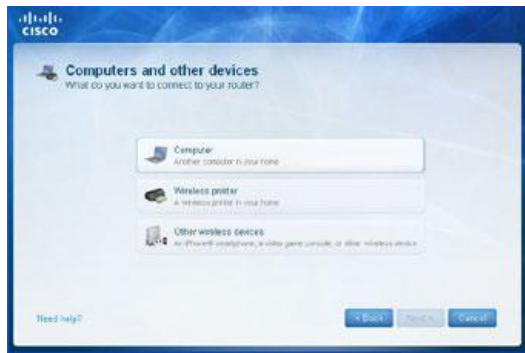 CISCO
Computers and other devices
What do you want to connect to your router?
Computer
Another computer in your home
Wireless printer
A wireless printer in your home
Other wireless devices
An iPhone® smartphone, a video game console, or other wireless device
Need help?
< Back
Next >
Cancel